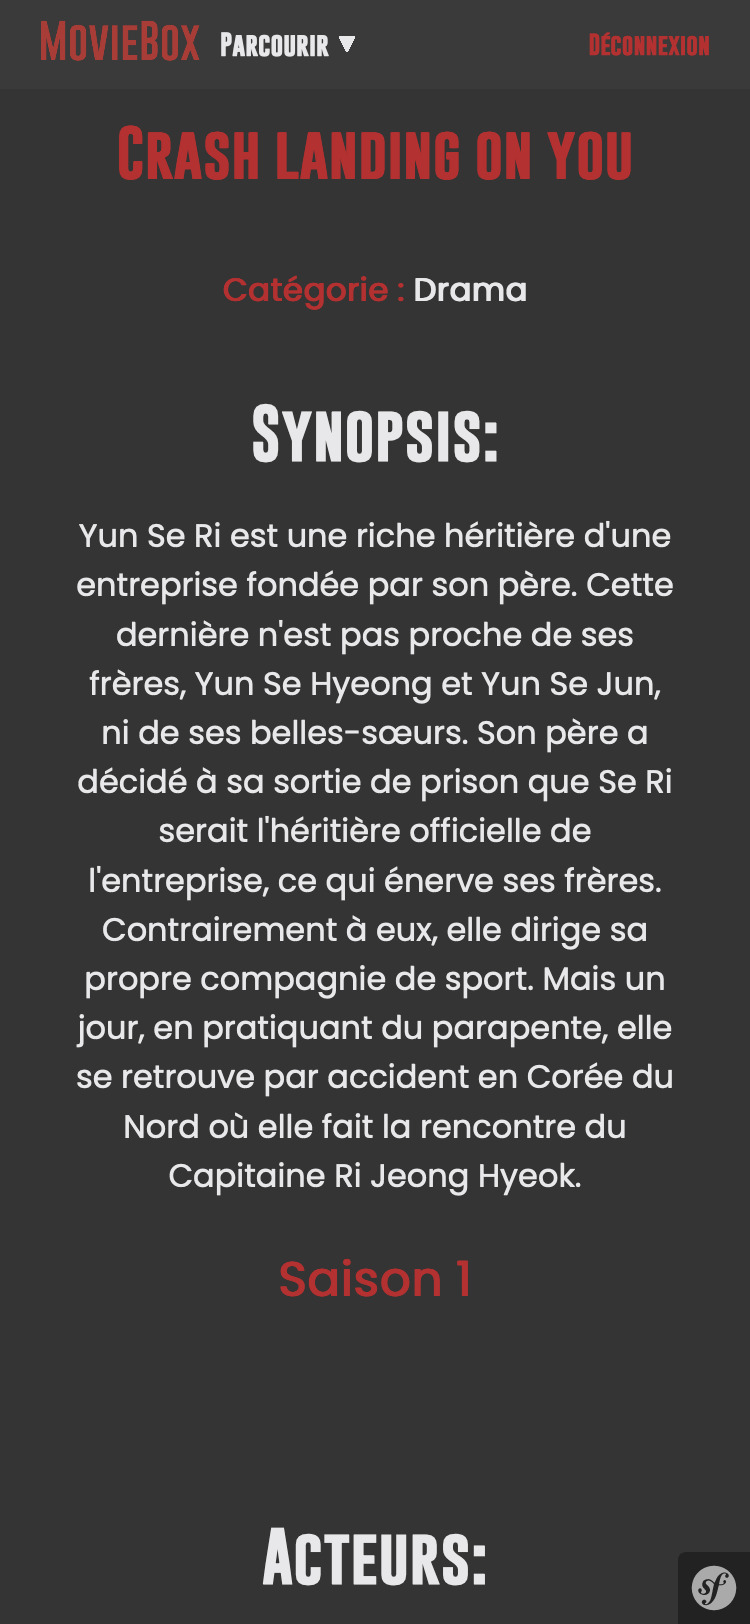 MovieBox Parcourir ▼ Déconnexion
Crash landing on you
Catégorie : Drama
Synopsis:
Yun Se Ri est une riche héritière d'une
entreprise fondée par son père. Cette
dernière n'est pas proche de ses
frères, Yun Se Hyeong et Yun Se Jun,
ni de ses belles-sœurs. Son père a
décidé à sa sortie de prison que Se Ri
serait l'héritière officielle de
l'entreprise, ce qui énerve ses frères.
Contrairement à eux, elle dirige sa
propre compagnie de sport. Mais un
jour, en pratiquant du parapente, elle
se retrouve par accident en Corée du
Nord où elle fait la rencontre du
Capitaine Ri Jeong Hyeok.
Saison 1
Acteurs:
sf